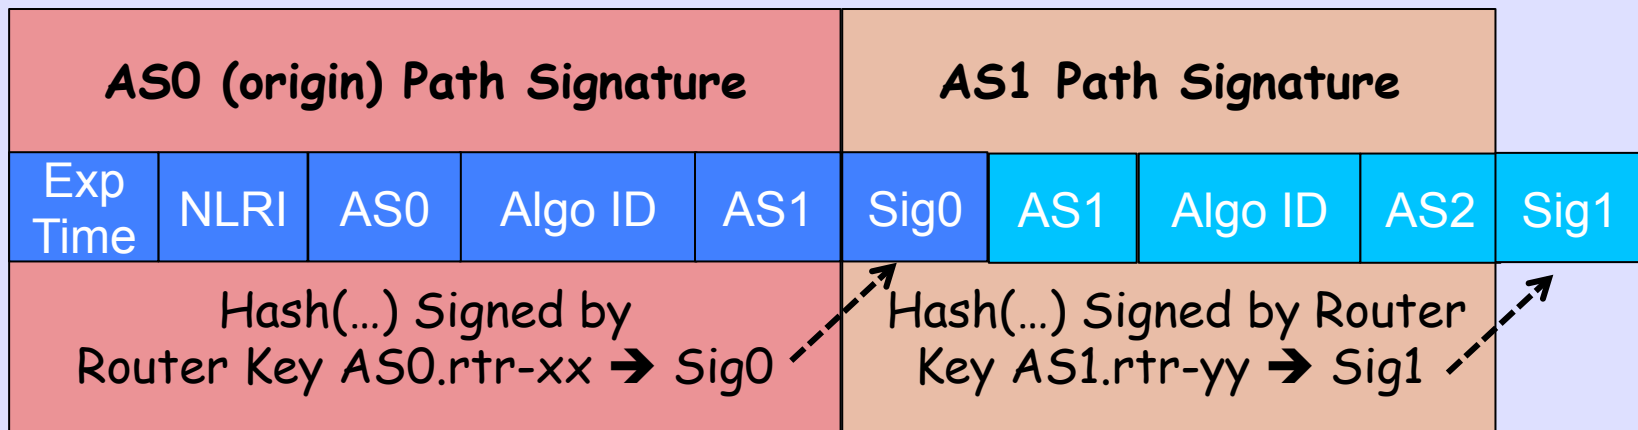 AS0 (origin) Path Signature
AS1 Path Signature
Exp
Time
NLRI
AS0
Algo ID
AS1
Sig0
AS1
Algo ID
AS2
Sig1
Hash(...) Signed by
Router Key AS0.rtr-xx ➔ Sig0
Hash(...) Signed by Router
Key AS1.rtr-yy ➔ Sig1